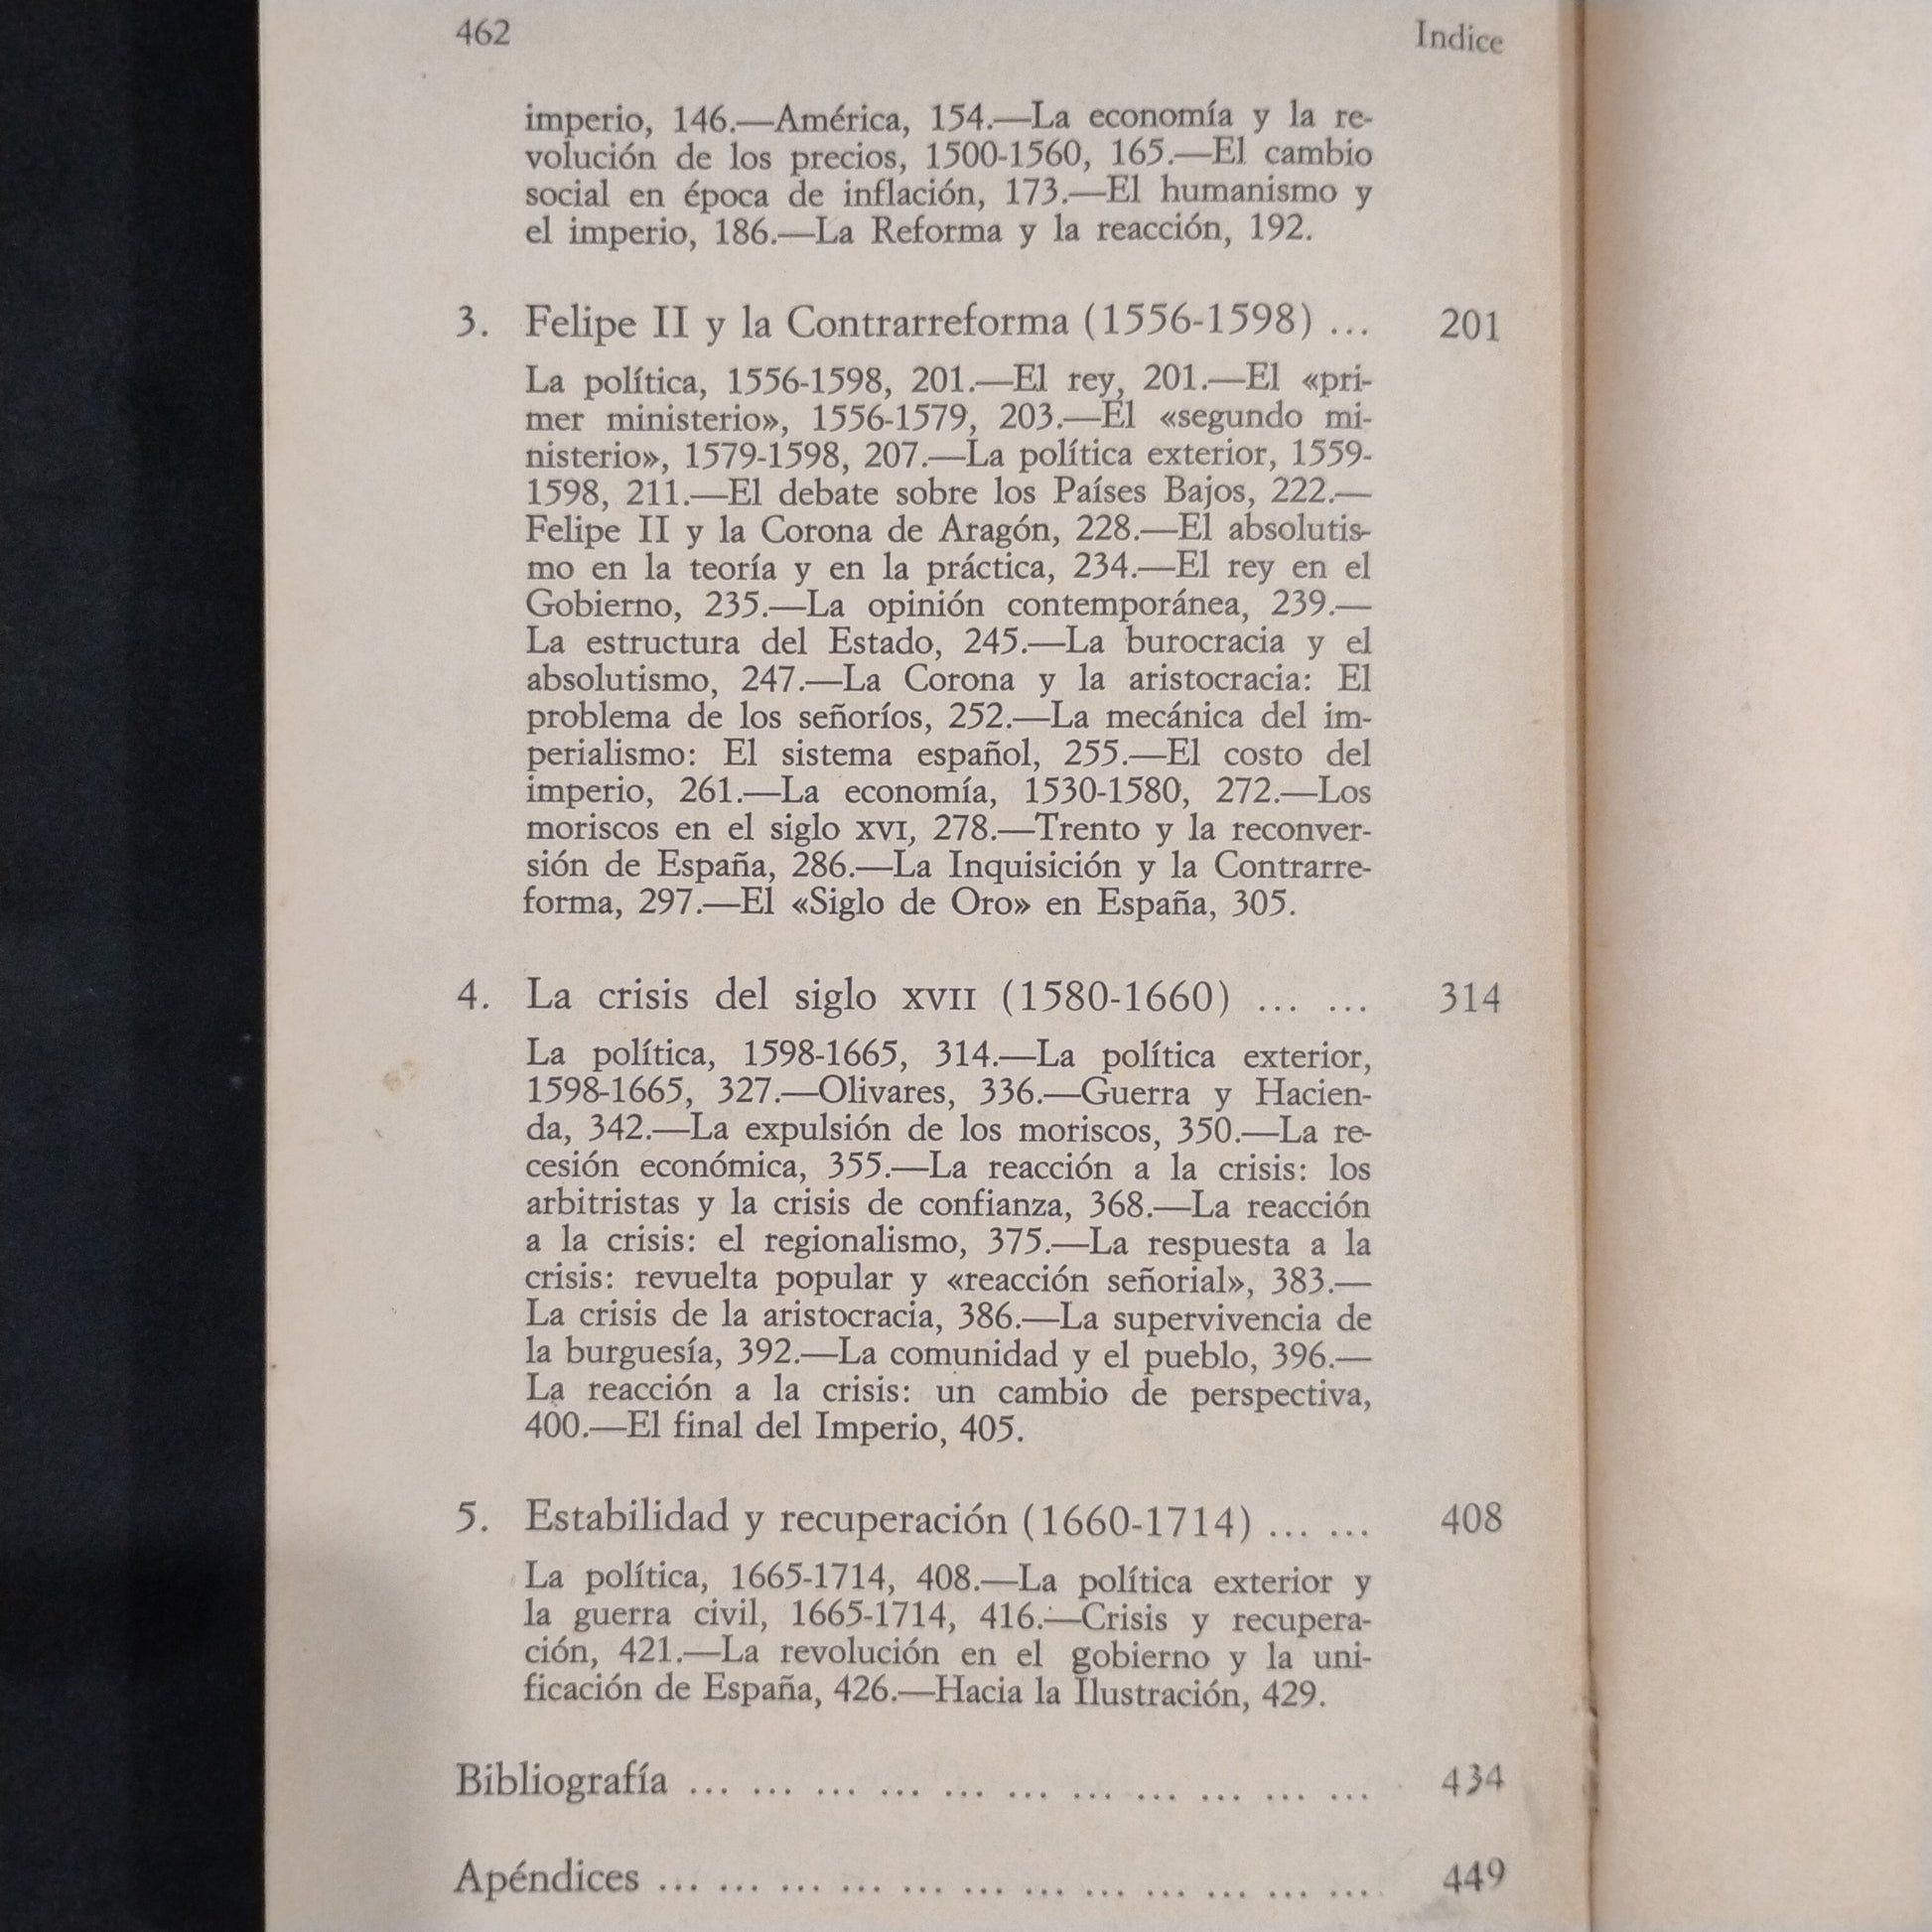 462 Indice
imperio, 146.—América, 154.—La economía y la re-
volución de los precios, 1500-1560, 165.—El cambio
social en época de inflación, 173.—El humanismo y
el imperio, 186.—La Reforma y la reacción, 192.
3. Felipe II y la Contrarreforma (1556-1598) ... 201
La política, 1556-1598, 201.—El rey, 201.—El «pri-
mer ministerio», 1556-1579, 203.—El «segundo mi-
nisterio», 1579-1598, 207.—La política exterior, 1559-
1598, 211.—El debate sobre los Países Bajos, 222.—
Felipe II y la Corona de Aragón, 228.—El absolutis-
mo en la teoría y en la práctica, 234.—El rey en el
Gobierno, 235.—La opinión contemporánea, 239.—
La estructura del Estado, 245.—La burocracia y el
absolutismo, 247.—La Corona y la aristocracia: El
problema de los señoríos, 252.—La mecánica del im-
perialismo: El sistema español, 255.—El costo del
imperio, 261.—La economía, 1530-1580, 272.—Los
moriscos en el siglo XVI, 278.—Trento y la reconver-
sión de España, 286.—La Inquisición y la Contrarre-
forma, 297.—El «Siglo de Oro» en España, 305.
4. La crisis del siglo XVII (1580-1660) ... ... 314
La política, 1598-1665, 314.—La política exterior,
1598-1665, 327.—Olivares, 336.—Guerra y Hacien-
da, 342.—La expulsión de los moriscos, 350.—La re-
cesión económica, 355.—La reacción a la crisis: los
arbitristas y la crisis de confianza, 368.—La reacción
a la crisis: el regionalismo, 375.—La respuesta a la
crisis: revuelta popular y «reacción señorial», 383.—
La crisis de la aristocracia, 386.—La supervivencia de
la burguesía, 392.—La comunidad y el pueblo, 396.—
La reacción a la crisis: un cambio de perspectiva,
400.—El final del Imperio, 405.
5. Estabilidad y recuperación (1660-1714) ... ... 408
La política, 1665-1714, 408.—La política exterior y
la guerra civil, 1665-1714, 416.—Crisis y recupera-
ción, 421.—La revolución en el gobierno y la uni-
ficación de España, 426.—Hacia la Ilustración, 429.
Bibliografía ... ... ... ... ... ... ... ... ... ... ... 434
Apéndices ... ... ... ... ... ... ... ... ... ... ... ... 449